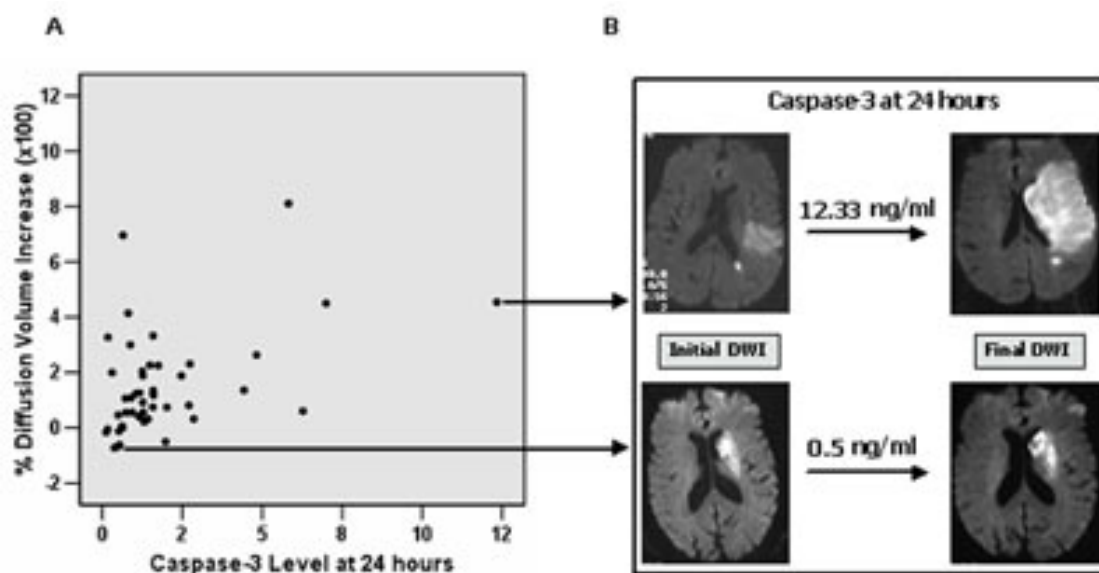 A
B
12
10
8
6
4
2
0
-2
% Diffusion Volume Increase (x100)
0
2
5
8
10
12
Caspase-3 Level at 24 hours
Caspase-3 at 24 hours
12.33 ng/ml
Initial DWI
Final DWI
0.5 ng/ml